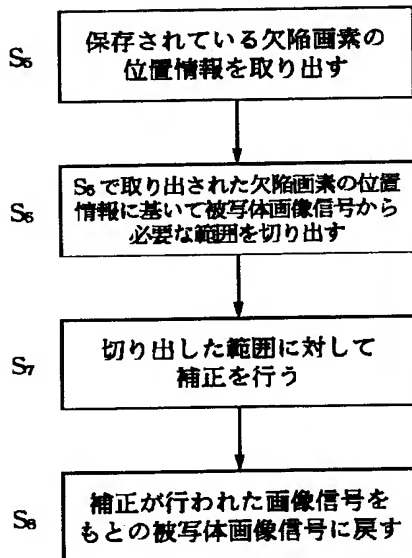 S₅
保存されている欠陥画素の
位置情報を取り出す
S₆
S₅で取り出された欠陥画素の位置
情報に基いて被写体画像信号から
必要な範囲を切り出す
S₇
切り出した範囲に対して
補正を行う
S₈
補正が行われた画像信号を
もとの被写体画像信号に戻す